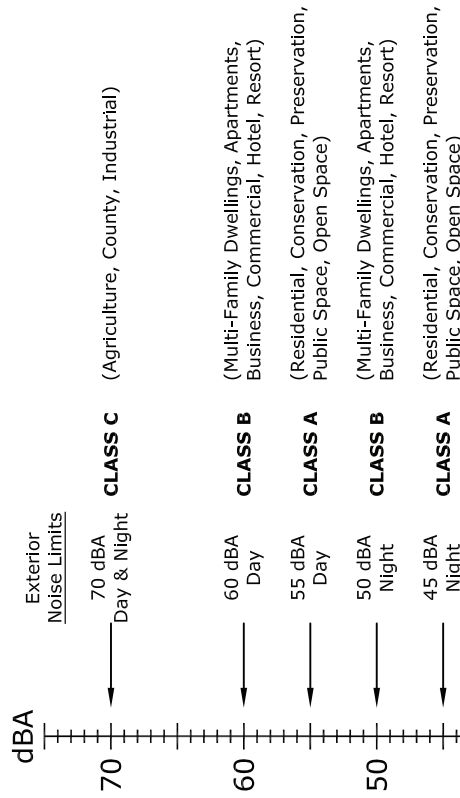 dBA
70
60
50
Exterior
Noise Limits
70 dBA
Day & Night
CLASS C
(Agriculture, County, Industrial)
60 dBA
Day
CLASS B
(Multi-Family Dwellings, Apartments,
Business, Commercial, Hotel, Resort)
55 dBA
Day
CLASS A
(Residential, Conservation, Preservation,
Public Space, Open Space)
50 dBA
Night
CLASS B
(Multi-Family Dwellings, Apartments,
Business, Commercial, Hotel, Resort)
45 dBA
Night
CLASS A
(Residential, Conservation, Preservation,
Public Space, Open Space)